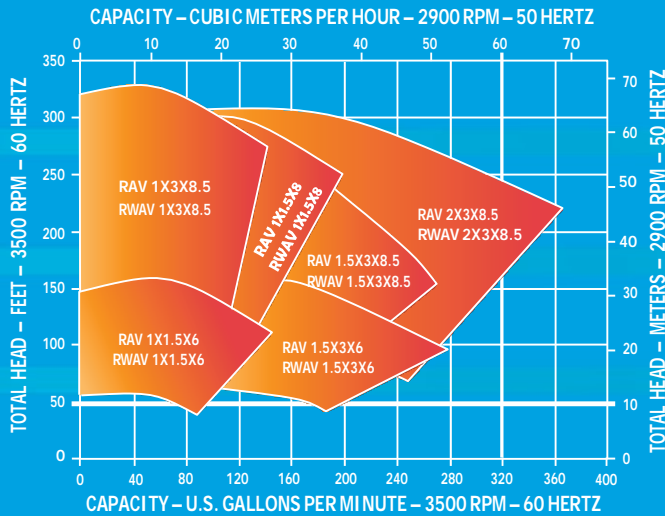 CAPACITY – CUBIC METERS PER HOUR – 2900 RPM – 50 HERTZ
0 10 20 30 40 50 60 70
TOTAL HEAD – FEET – 3500 RPM – 60 HERTZ
350
300
250
200
150
100
50
0
RAV 1X3X8.5
RWAV 1X3X8.5
RAV 1X1.5X8
RWAV 1X1.5X8
RAV 2X3X8.5
RWAV 2X3X8.5
RAV 1.5X3X8.5
RWAV 1.5X3X8.5
RAV 1X1.5X6
RWAV 1X1.5X6
RAV 1.5X3X6
RWAV 1.5X3X6
70
60
50
40
30
20
10
0
TOTAL HEAD – METERS – 2900 RPM – 50 HERTZ
0 40 80 120 160 200 240 280 320 360 400
CAPACITY – U.S. GALLONS PER MINUTE – 3500 RPM – 60 HERTZ